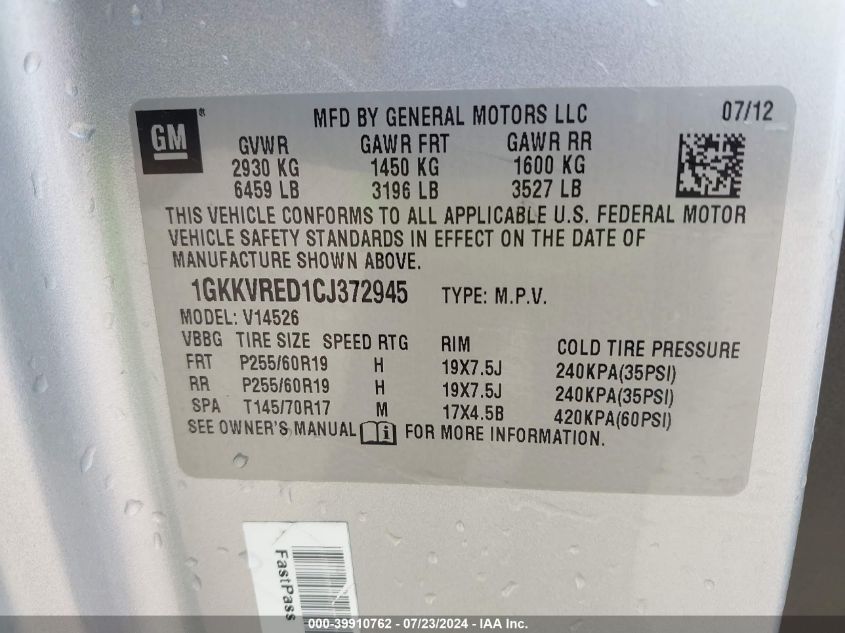 GM ®
MFD BY GENERAL MOTORS LLC 07/12
GVWR GAWR FRT GAWR RR
2930 KG 1450 KG 1600 KG
6459 LB 3196 LB 3527 LB
THIS VEHICLE CONFORMS TO ALL APPLICABLE U.S. FEDERAL MOTOR
VEHICLE SAFETY STANDARDS IN EFFECT ON THE DATE OF
MANUFACTURE SHOWN ABOVE.
1GKKVRED1CJ372945 TYPE: M.P.V.
MODEL: V14526
VBBG TIRE SIZE SPEED RTG RIM COLD TIRE PRESSURE
FRT P255/60R19 H 19X7.5J 240KPA(35PSI)
RR P255/60R19 H 19X7.5J 240KPA(35PSI)
SPA T145/70R17 M 17X4.5B 420KPA(60PSI)
SEE OWNER'S MANUAL FOR MORE INFORMATION.
FastPass
000-39910762 - 07/23/2024 - IAA Inc.